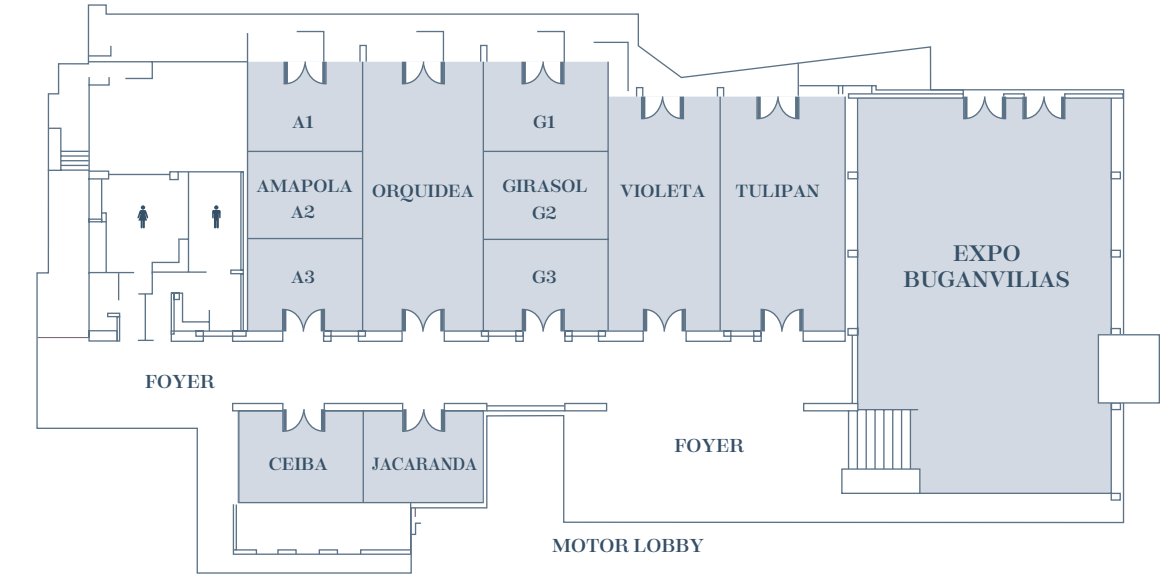 A1
G1
AMAPOLA
A2
ORQUIDEA
GIRASOL
G2
VIOLETA
TULIPAN
EXPO
BUGANVILIAS
A3
G3
FOYER
FOYER
CEIBA
JACARANDA
MOTOR LOBBY